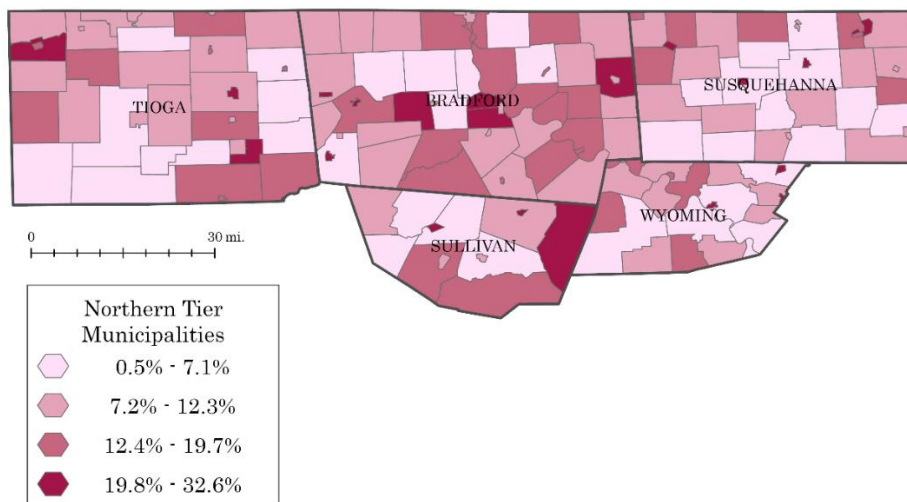 TIOGA
BRADFORD
SUSQUEHANNA
WYOMING
SULLIVAN
0 30 mi.
Northern Tier
Municipalities
0.5% - 7.1%
7.2% - 12.3%
12.4% - 19.7%
19.8% - 32.6%